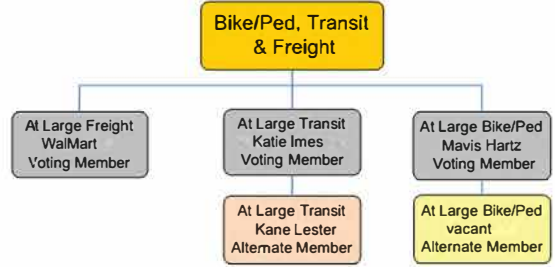 Bike/Ped, Transit
& Freight
At Large Freight
WalMart
Voting Member
At Large Transit
Katie Imes
Voting Member
At Large Bike/Ped
Mavis Hartz
Voting Member
At Large Transit
Kane Lester
Alternate Member
At Large Bike/Ped
vacant
Alternate Member